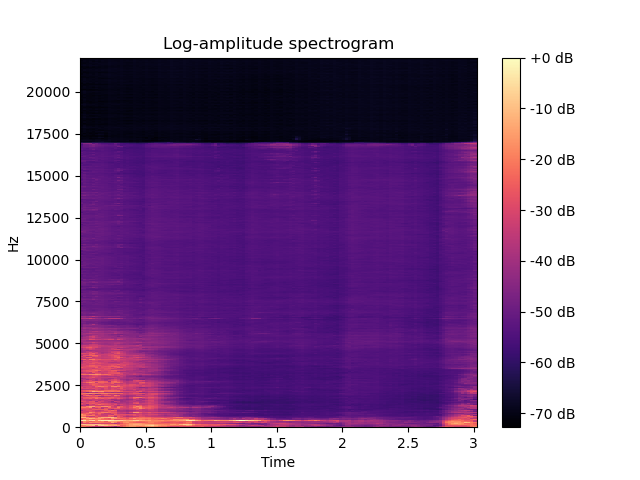 Log-amplitude spectrogram
Hz
20000
17500
15000
12500
10000
7500
5000
2500
0
0 0.5 1 1.5 2 2.5 3
Time
+0 dB
-10 dB
-20 dB
-30 dB
-40 dB
-50 dB
-60 dB
-70 dB